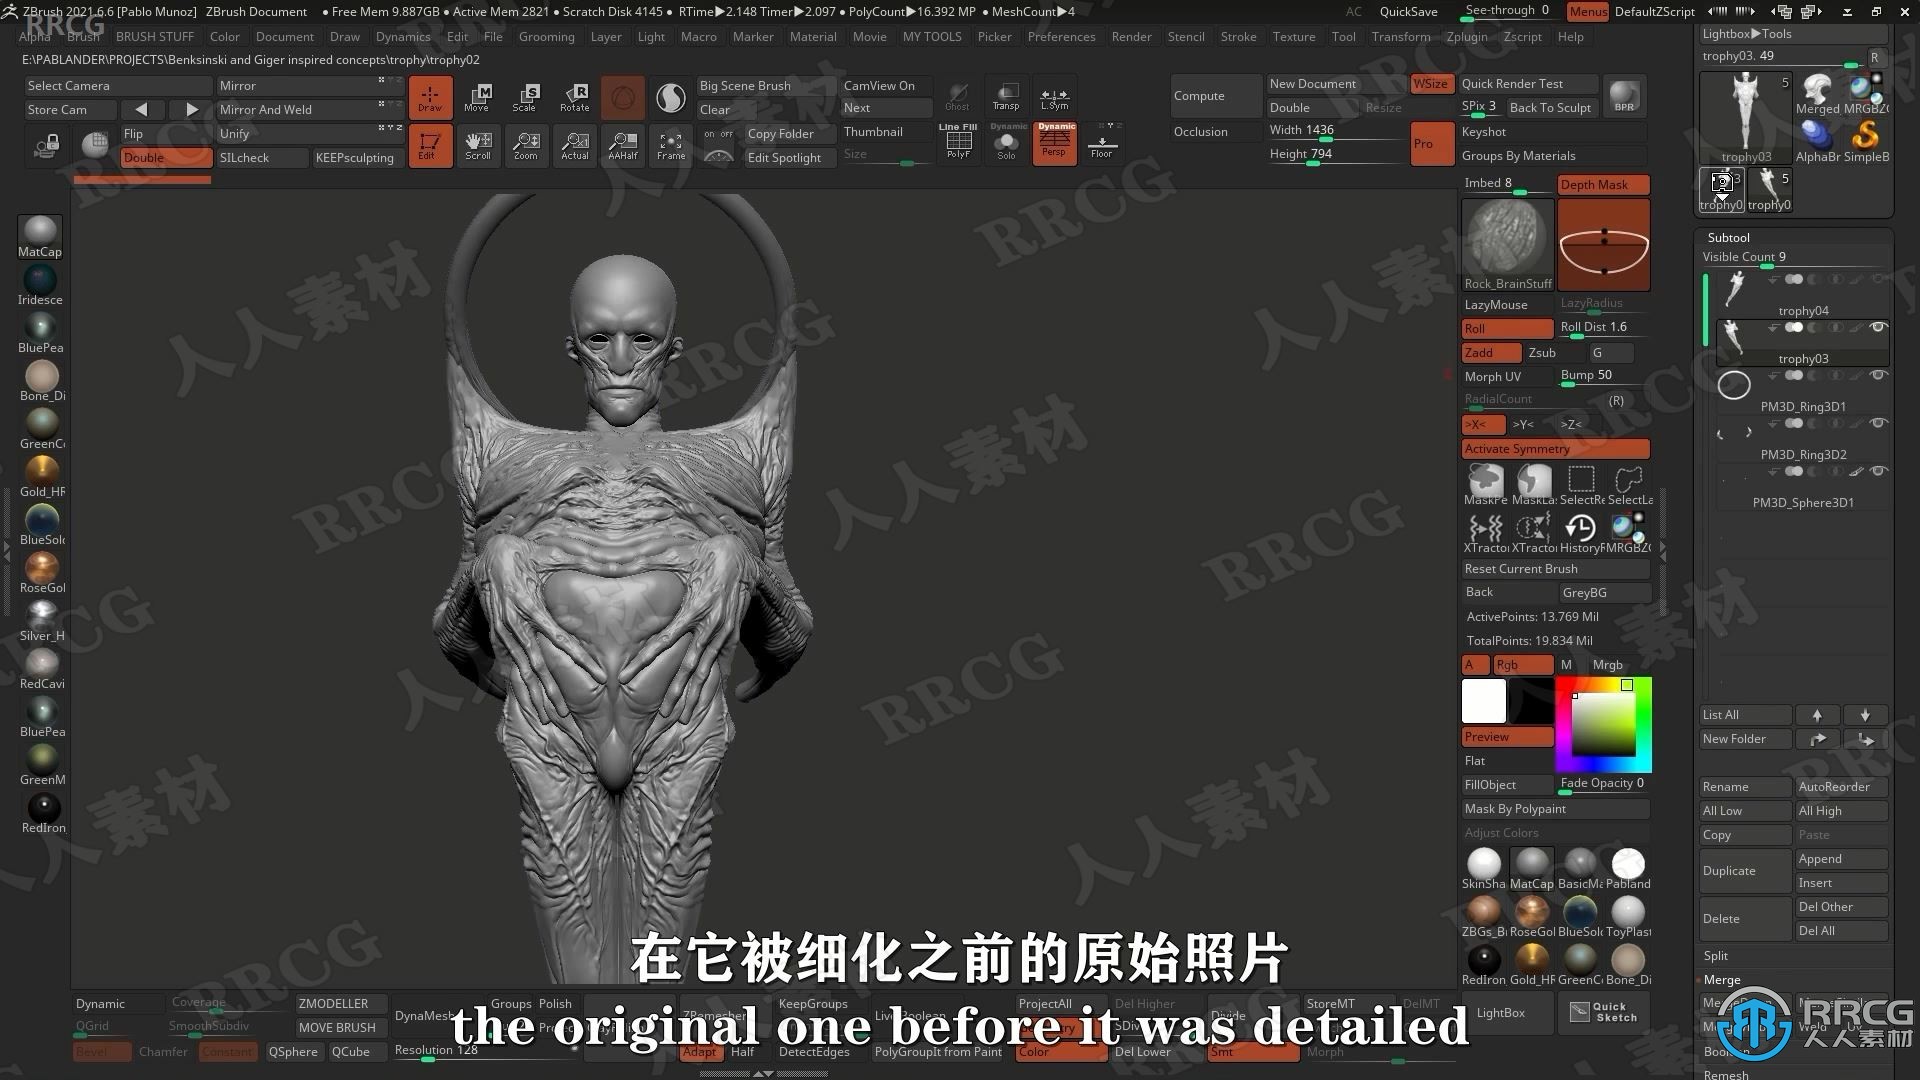 ZBrush 2021.6.6 [Pablo Munoz] ZBrush Document ● Free Mem 9.887GB ● Active Mem 2821 ● Scratch Disk 4145 ● RTime▶2.148 Timer▶2.097 ● PolyCount▶16.392 MP ● MeshCount▶4 AC QuickSave See-through 0 Menus DefaultZScript
Alpha Brush BRUSH STUFF Color Document Draw Dynamics Edit File Grooming Layer Light Macro Marker Material Movie MY TOOLS Picker Preferences Render Stencil Stroke Texture Tool Transform Zplugin Zscript Help
E:\PABLANDER\PROJECTS\Benksinski and Giger inspired concepts\trophy\trophy02
Select Camera Mirror
Store Cam Mirror And Weld
Flip Unify
Double SILcheck KEEPsculpting
Draw Move Scale Rotate
Edit Scroll Zoom Actual AAHalf Frame
Big Scene Brush CamView On
Clear Next
ON OFF Copy Folder Thumbnail
Edit Spotlight Size
Ghost Transp L.Sym
Line Fill
PolyF
Dynamic
Solo
Dynamic
Persp
Floor
Compute New Document WSize Quick Render Test
Double Resize SPix 3 Back To Sculpt BPR
Occlusion Width 1436 Pro Keyshot
Height 794 Groups By Materials
Lightbox▶Tools
trophy03. 49 R
5
Merged MRGBZ
trophy03 AlphaBr SimpleB
3 5
trophy0 trophy0
Subtool
Visible Count 9
trophy04
trophy03
PM3D_Ring3D1
PM3D_Ring3D2
PM3D_Sphere3D1
List All
New Folder
Rename AutoReorder
All Low All High
Copy Paste
Duplicate Append
Insert
Delete Del Other
Del All
Split
Merge
Weld Uv
Boolean
Remesh
Imbed 8 Depth Mask
Rock_BrainStuff
LazyMouse LazyRadius
Roll Roll Dist 1.6
Zadd Zsub G
Morph UV Bump 50
RadialCount (R)
>X< >Y< >Z<
Activate Symmetry
MaskPe MaskLa SelectRe SelectLa
XTracto XTracto HistoryR MRGBZ
Reset Current Brush
Back GreyBG
ActivePoints: 13.769 Mil
TotalPoints: 19.834 Mil
A Rgb M Mrgb
Preview
Flat
FillObject Fade Opacity 0
Mask By Polypaint
Adjust Colors
SkinSha MatCap BasicMa Pabland
ZBGs_B RoseGol BlueSolc ToyPlast
RedIron Gold_HR GreenC Bone_Di
LightBox Quick Sketch
MatCap
Iridesce
BluePea
Bone_Di
GreenC
Gold_HR
BlueSolc
RoseGol
Silver_H
RedCavi
BluePea
GreenM
RedIron
Dynamic Coverage ZMODELLER Groups Polish KeepGroups ProjectAll Del Higher StoreMT DelMT
QGrid SmoothSubdiv MOVE BRUSH DynaMesh ZRemesher Divide
Bevel Chamfer Constant QSphere QCube Resolution 128 Adapt Half DetectEdges PolyGroupIt from Paint Color Del Lower Smt Morph
在它被细化之前的原始照片
the original one before it was detailed
RRCG
人人素材